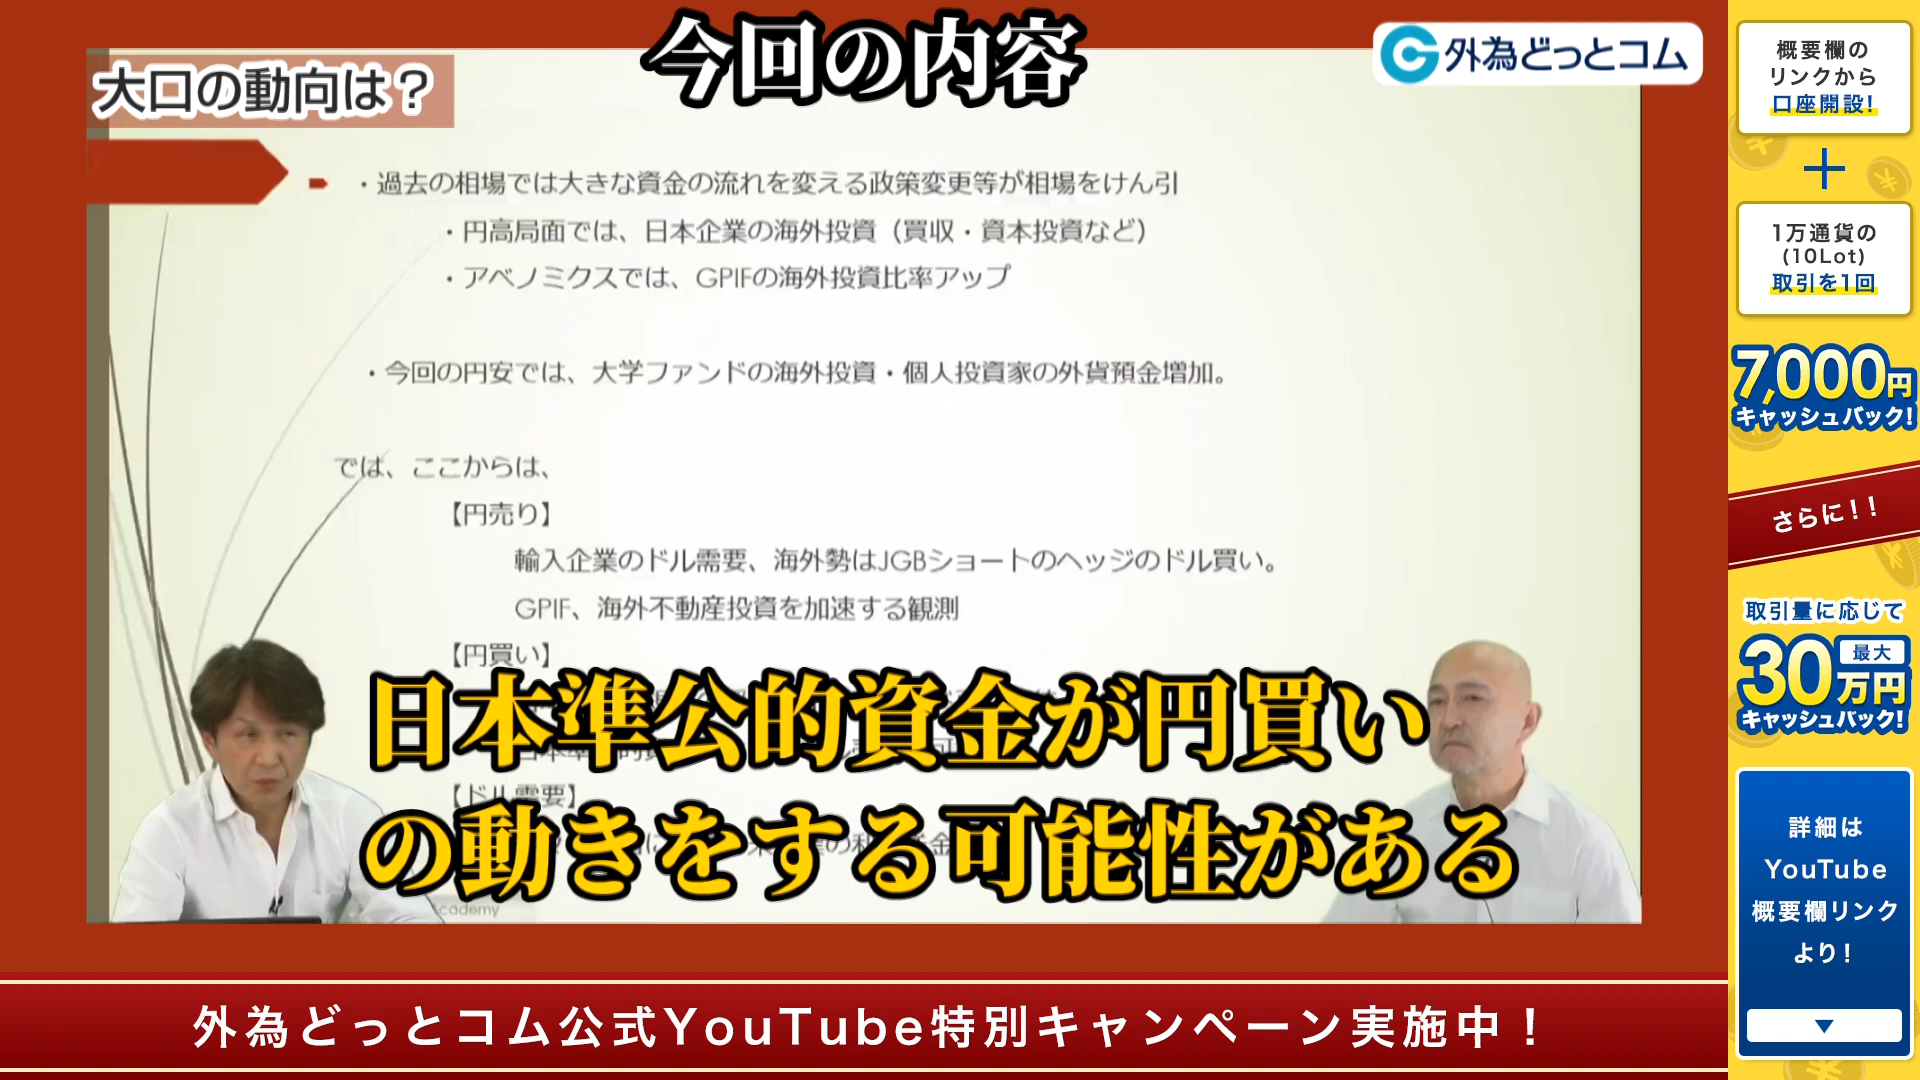 今回の内容
外為どっとコム
大口の動向は？
・過去の相場では大きな資金の流れを変える政策変更等が相場をけん引
・円高局面では、日本企業の海外投資（買収・資本投資など）
・アベノミクスでは、GPIFの海外投資比率アップ
・今回の円安では、大学ファンドの海外投資・個人投資家の外貨預金増加。
では、ここからは、
【円売り】
輸入企業のドル需要、海外勢はJGBショートのヘッジのドル買い。
GPIF、海外不動産投資を加速する観測
【円買い】
日本準公的資金が円買い
【ドル需要】
の動きをする可能性がある
cademy
外為どっとコム公式YouTube特別キャンペーン実施中！
概要欄の
リンクから
口座開設!
＋
1万通貨の
(10Lot)
取引を1回
7,000円
キャッシュバック!
さらに!!
取引量に応じて
最大
30万円
キャッシュバック!
詳細は
YouTube
概要欄リンク
より!